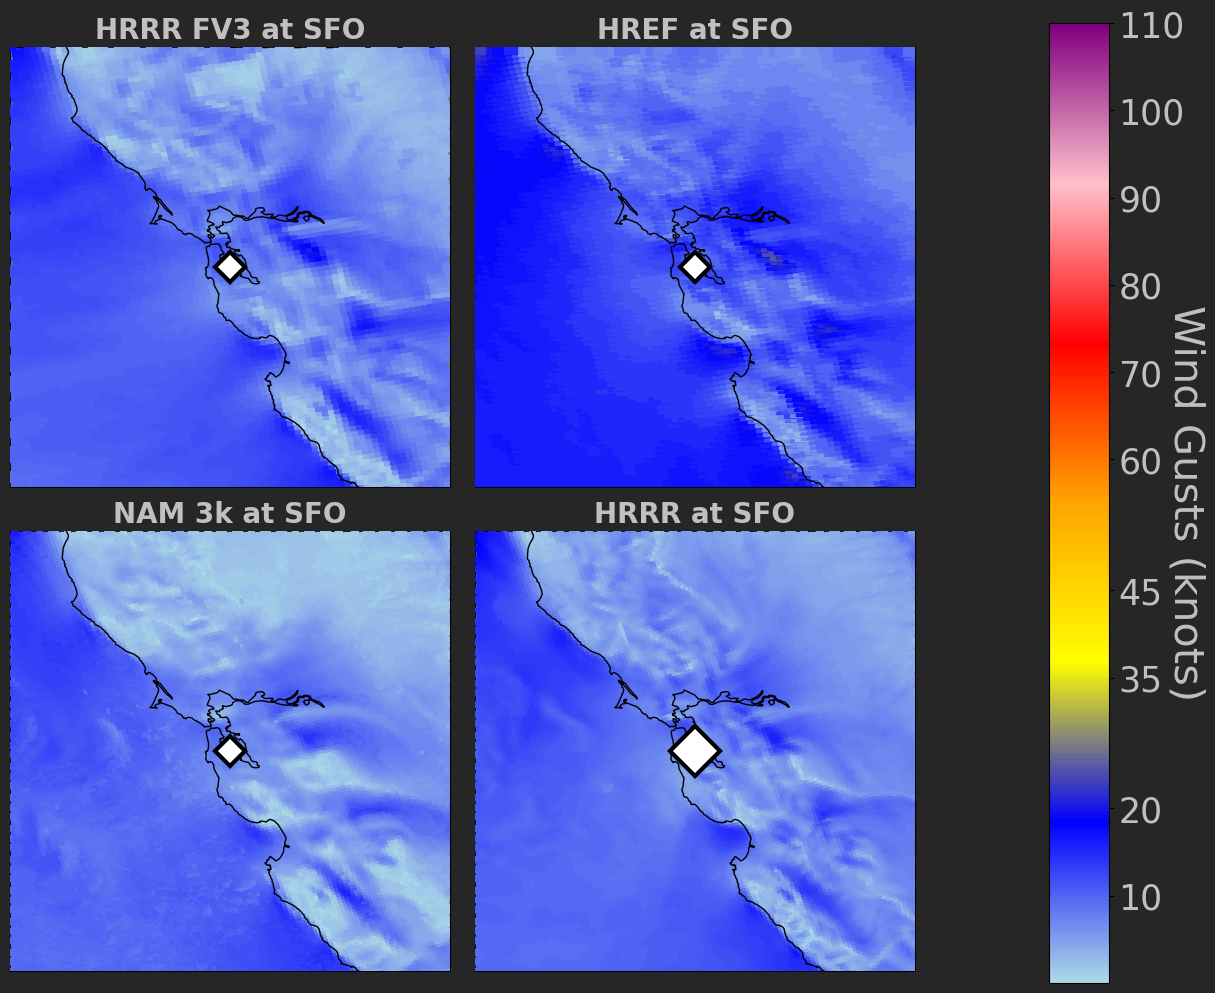 HRRR FV3 at SFO
HREF at SFO
NAM 3k at SFO
HRRR at SFO
110
100
90
80
70
60
45
35
20
10
Wind Gusts (knots)